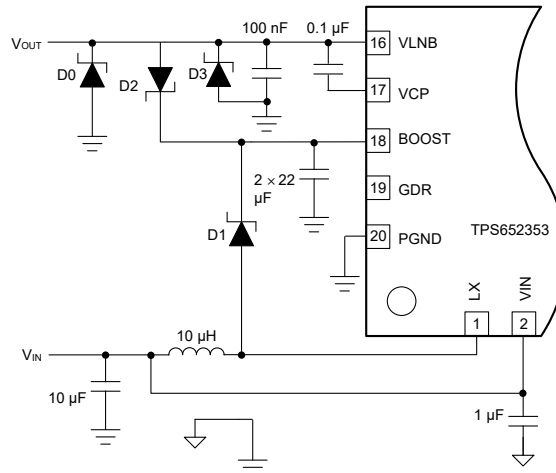 100 nF
0.1 µF
VOUT
16 VLNB
D0
D2
D3
17 VCP
18 BOOST
2 × 22
µF
19 GDR
D1
20 PGND
TPS652353
LX
VIN
10 µH
1
2
VIN
10 µF
1 µF